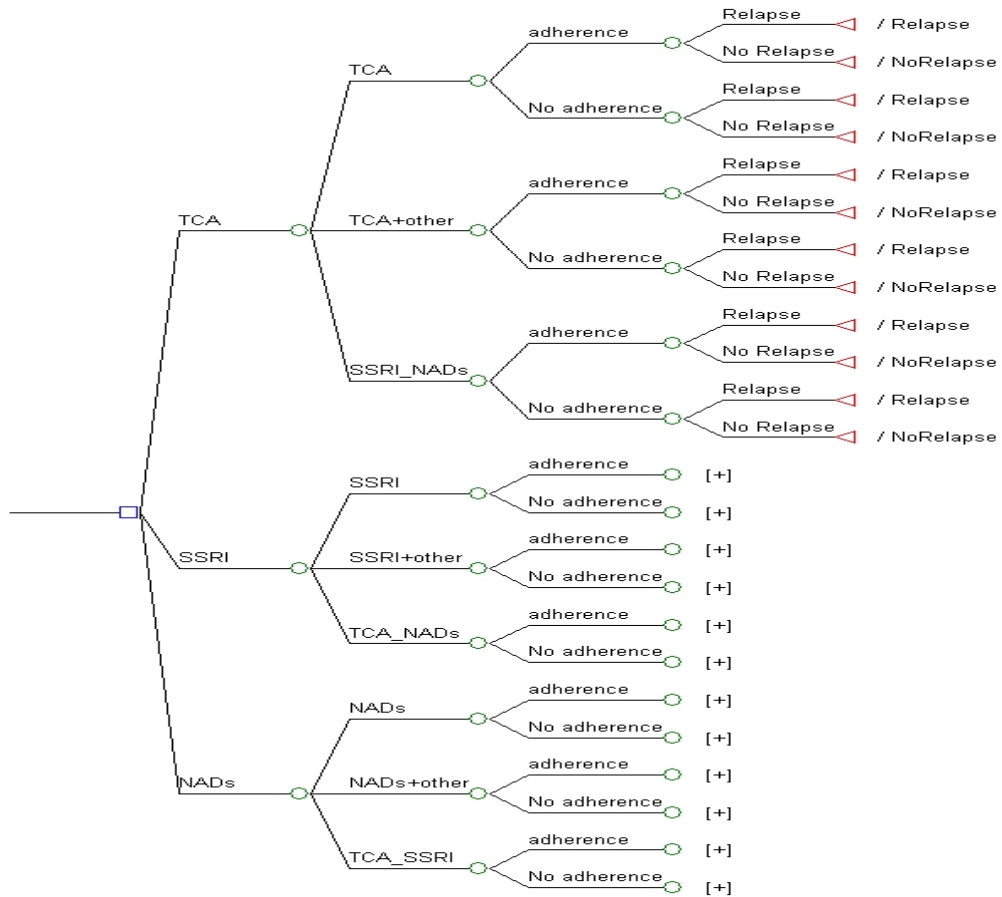 Relapse
/ Relapse
adherence
No Relapse
/ NoRelapse
TCA
Relapse
/ Relapse
No adherence
No Relapse
/ NoRelapse
Relapse
/ Relapse
adherence
No Relapse
/ NoRelapse
TCA
TCA+other
Relapse
/ Relapse
No adherence
No Relapse
/ NoRelapse
Relapse
/ Relapse
adherence
No Relapse
/ NoRelapse
SSRI_NADs
Relapse
/ Relapse
No adherence
No Relapse
/ NoRelapse
adherence
[+]
SSRI
No adherence
[+]
adherence
[+]
SSRI
SSRI+other
No adherence
[+]
adherence
[+]
TCA_NADs
No adherence
[+]
adherence
[+]
NADs
No adherence
[+]
adherence
[+]
NADs
NADs+other
No adherence
[+]
adherence
[+]
TCA_SSRI
No adherence
[+]